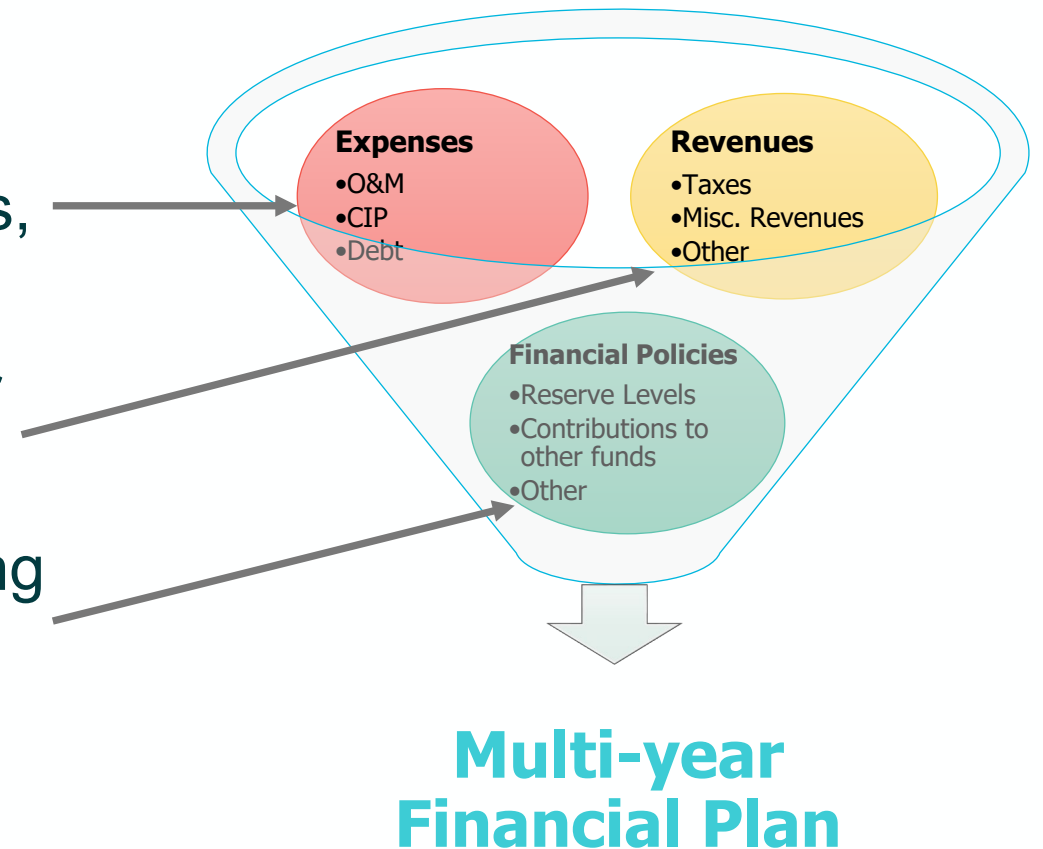 Expenses
•O&M
•CIP
•Debt
Revenues
•Taxes
•Misc. Revenues
•Other
Financial Policies
•Reserve Levels
•Contributions to
other funds
•Other
Multi-year
Financial Plan